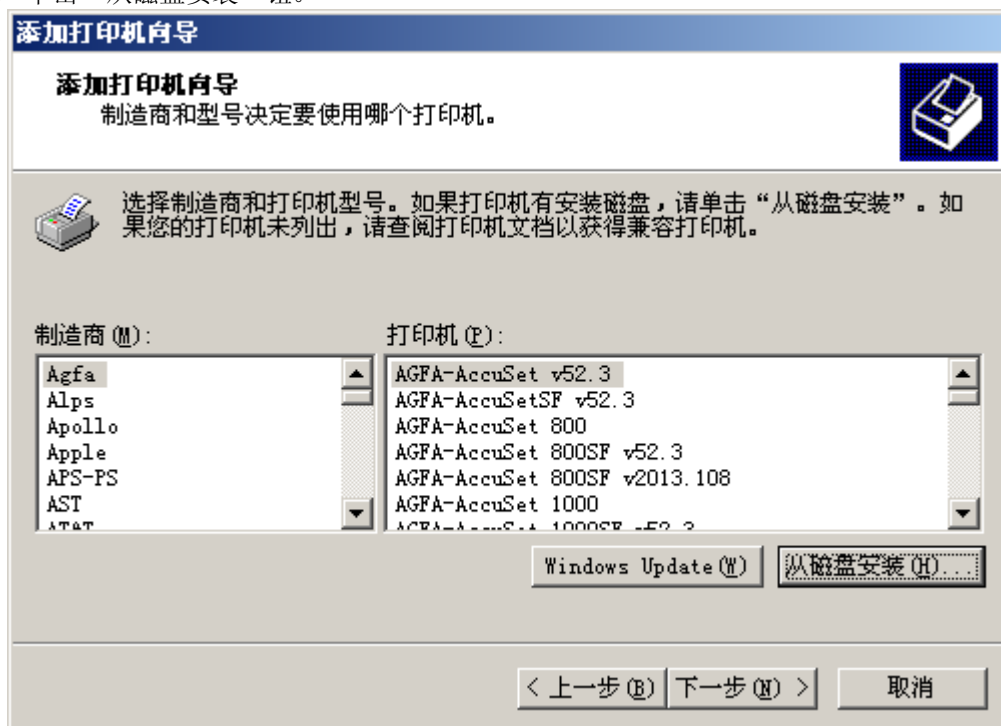 添加打印机向导
添加打印机向导
制造商和型号决定要使用哪个打印机。
选择制造商和打印机型号。如果打印机有安装磁盘，请单击“从磁盘安装”。如
果您的打印机未列出，请查阅打印机文档以获得兼容打印机。
制造商(M):
打印机(P):
Agfa
Alps
Apollo
Apple
APS-PS
AST
AT&T
AGFA-AccuSet v52.3
AGFA-AccuSetSF v52.3
AGFA-AccuSet 800
AGFA-AccuSet 800SF v52.3
AGFA-AccuSet 800SF v2013.108
AGFA-AccuSet 1000
AGFA-AccuSet 1000SF v52.3
Windows Update(W)
从磁盘安装(H)...
< 上一步(B)
下一步(N) >
取消